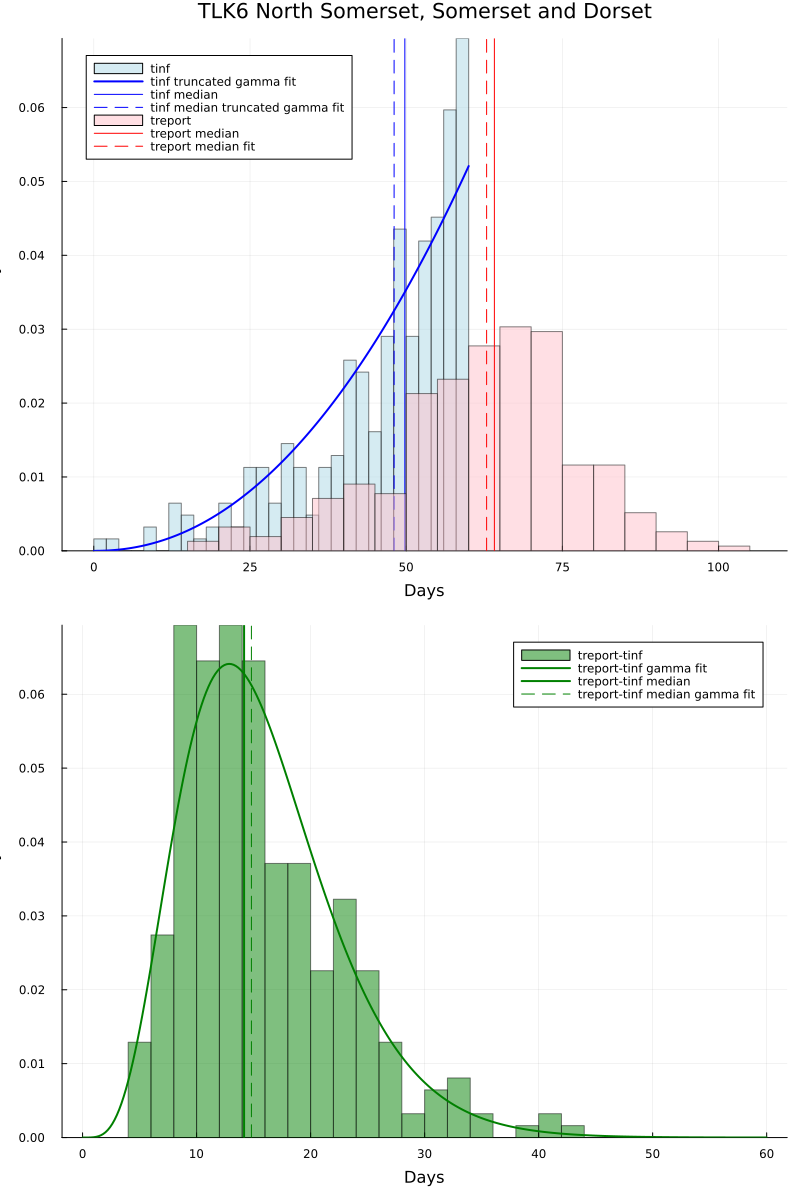 TLK6 North Somerset, Somerset and Dorset
tinf
tinf truncated gamma fit
tinf median
tinf median truncated gamma fit
treport
treport median
treport median fit
0.06
0.05
0.04
0.03
0.02
0.01
0.00
0 25 50 75 100
Days
treport-tinf
treport-tinf gamma fit
treport-tinf median
treport-tinf median gamma fit
0.06
0.05
0.04
0.03
0.02
0.01
0.00
0 10 20 30 40 50 60
Days